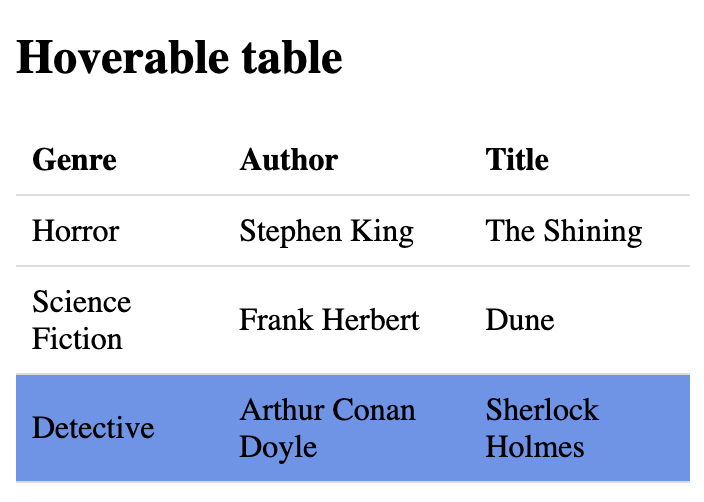 Hoverable table
Genre Author Title
Horror Stephen King The Shining
Science Fiction Frank Herbert Dune
Detective Arthur Conan Doyle Sherlock Holmes